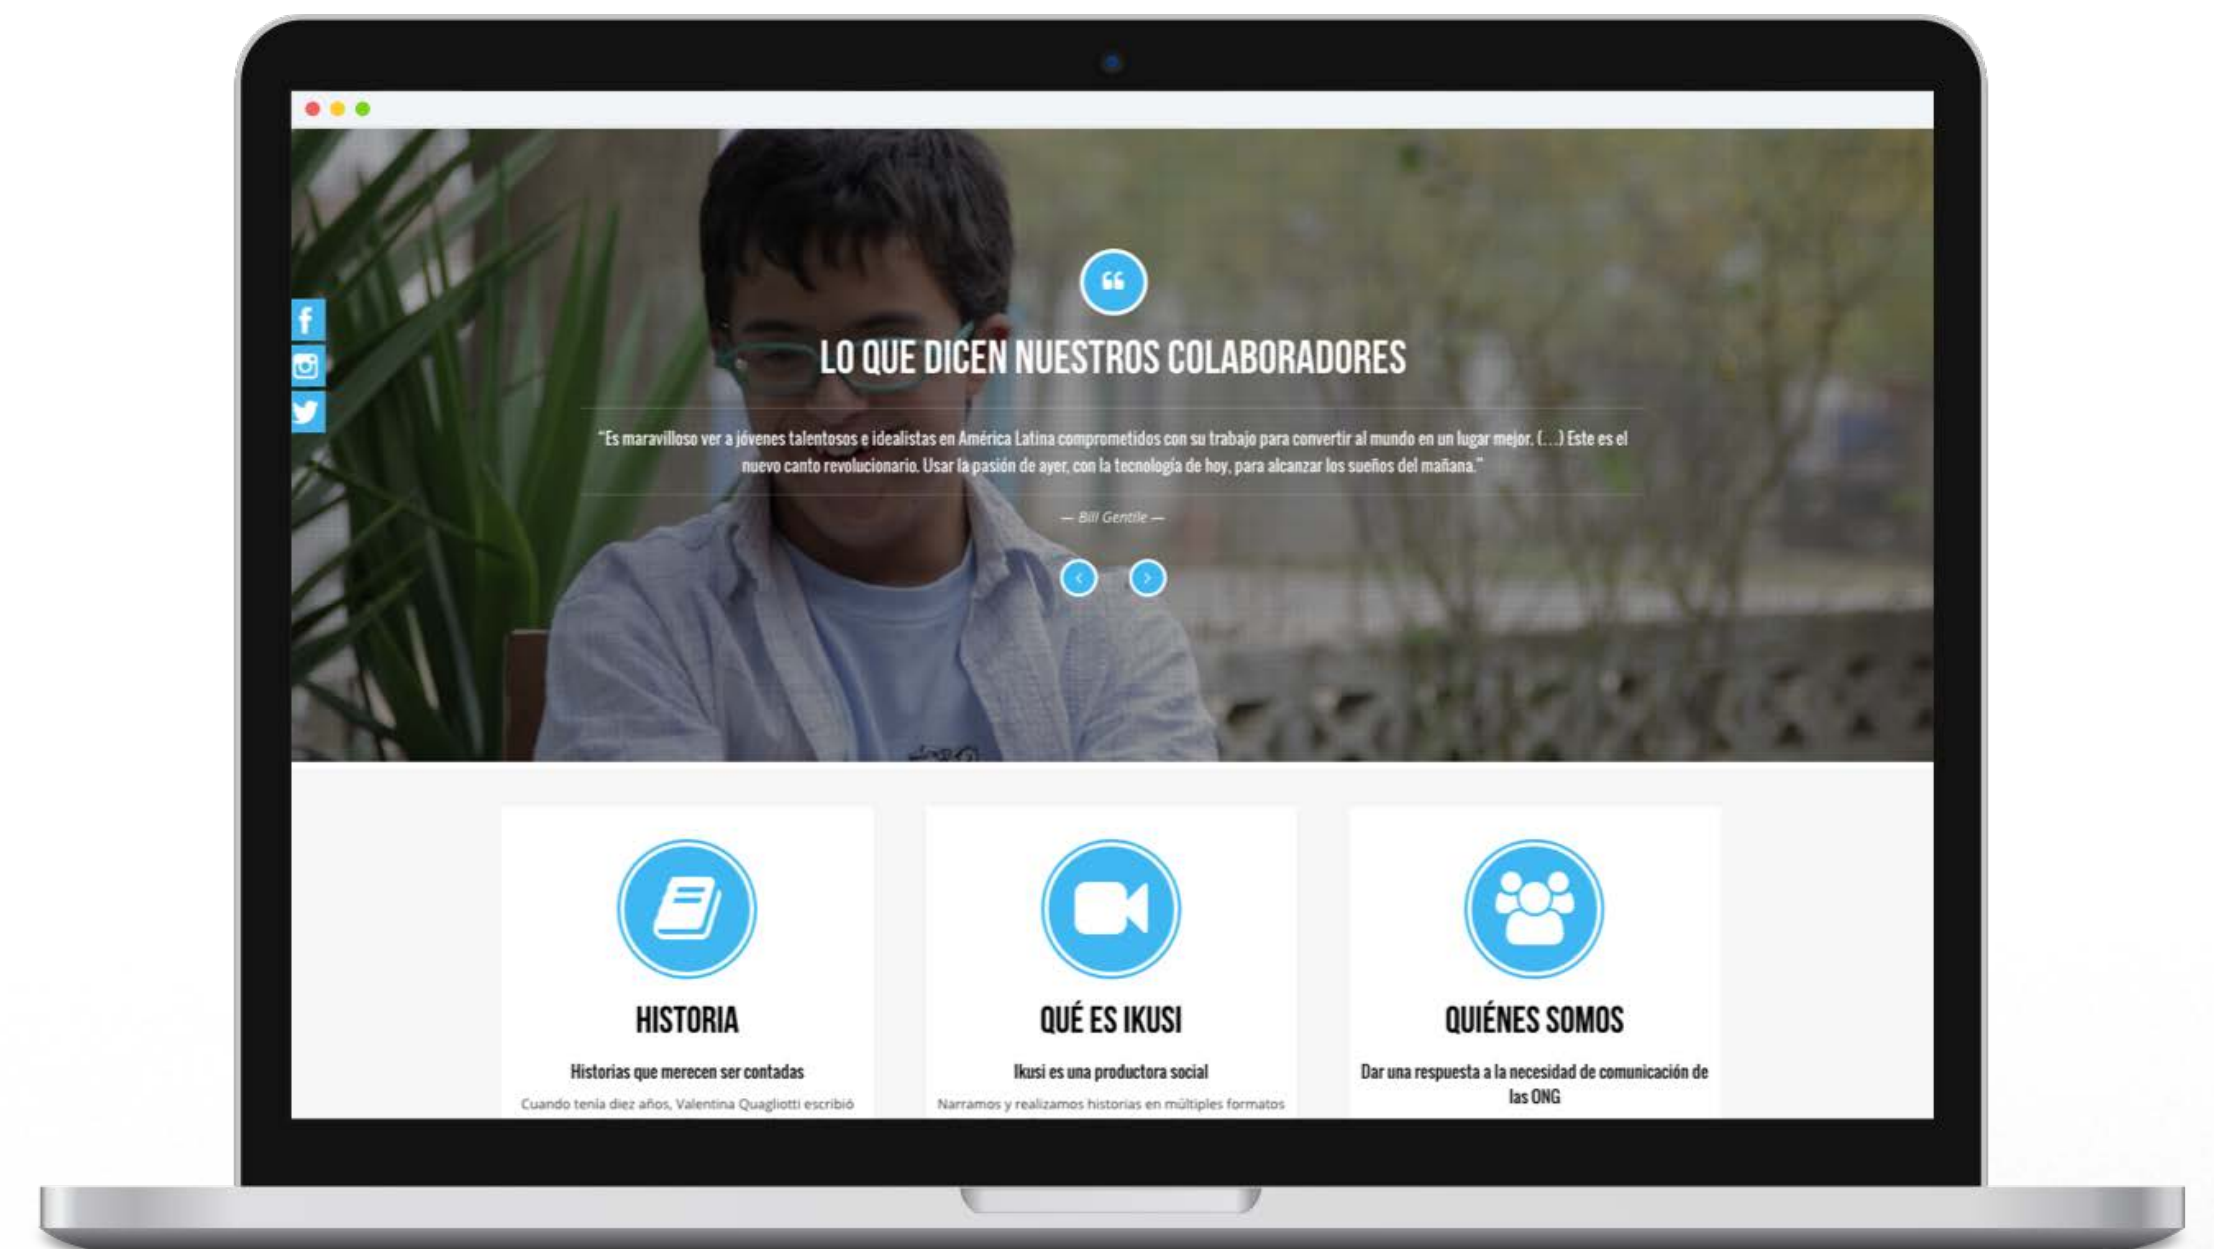 LO QUE DICEN NUESTROS COLABORADORES
"Es maravilloso ver a jóvenes talentosos e idealistas en América Latina comprometidos con su trabajo para convertir al mundo en un lugar mejor. (...) Este es el
nuevo canto revolucionario. Usar la pasión de ayer, con la tecnología de hoy, para alcanzar los sueños del mañana."
— Bill Gentile —
HISTORIA
Historias que merecen ser contadas
Cuando tenía diez años, Valentina Quagliotti escribió
QUÉ ES IKUSI
Ikusi es una productora social
Narramos y realizamos historias en múltiples formatos
QUIÉNES SOMOS
Dar una respuesta a la necesidad de comunicación de
las ONG